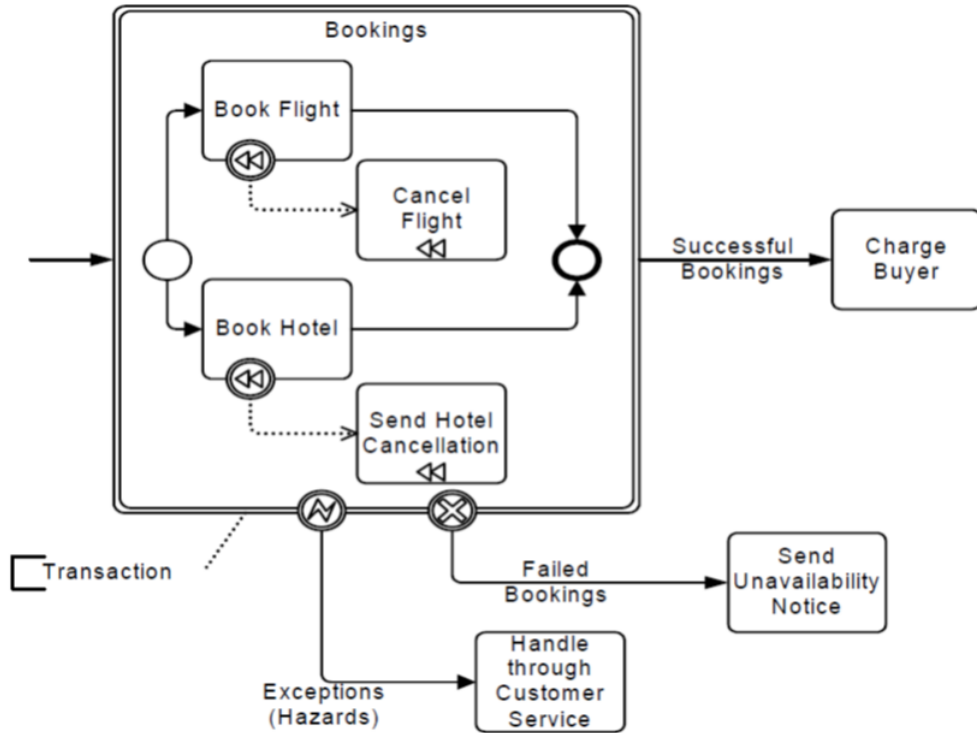 Bookings
Book Flight
Cancel
Flight
Book Hotel
Send Hotel
Cancellation
Successful
Bookings
Charge
Buyer
Transaction
Failed
Bookings
Send
Unavailability
Notice
Exceptions
(Hazards)
Handle
through
Customer
Service